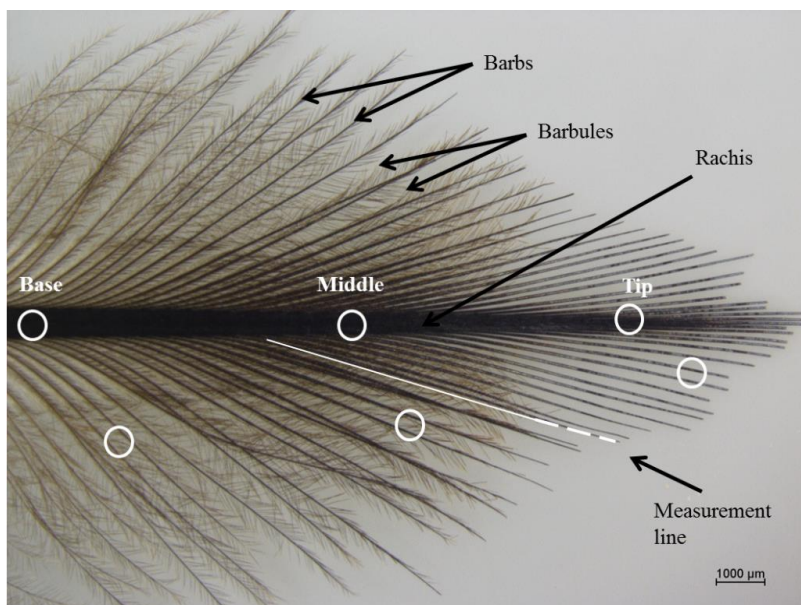 Barbs
Barbules
Rachis
Base
Middle
Tip
Measurement
line
1000 µm